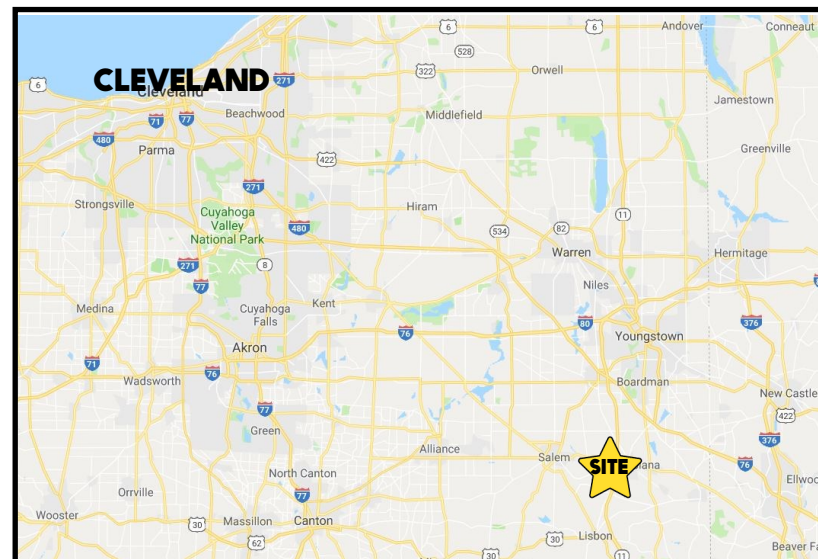 6
6
Andover
Conneaut
528
CLEVELAND
Cleveland
6
271
322
Orwell
Jamestown
71
77
Beachwood
Middlefield
480
Parma
422
Greenville
271
Strongsville
Cuyahoga
Valley
National Park
Hiram
11
480
534
82
Warren
Hermitage
271
8
77
Niles
Medina
Cuyahoga
Falls
Kent
76
80
376
Youngstown
Akron
71
76
Wadsworth
Boardman
77
New Castle
422
Green
376
Alliance
Salem
SITE
ana
76
North Canton
Ellwoo
Orrville
77
Wooster
30
Massillon
Canton
62
30
Lisbon
30
11
Beaver Fa